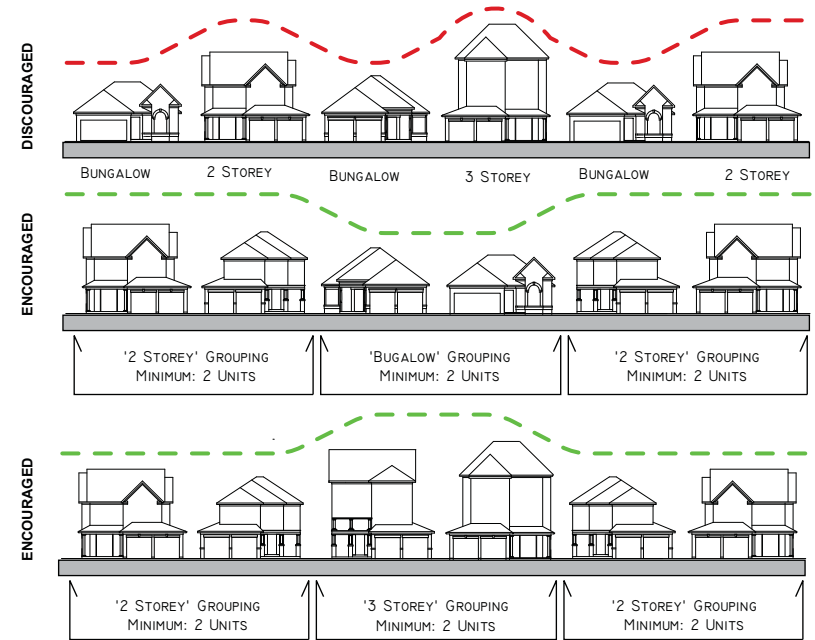 DISCOURAGED
BUNGALOW
2 STOREY
BUNGALOW
3 STOREY
BUNGALOW
2 STOREY
ENCOURAGED
'2 STOREY' GROUPING
MINIMUM: 2 UNITS
'BUGALOW' GROUPING
MINIMUM: 2 UNITS
'2 STOREY' GROUPING
MINIMUM: 2 UNITS
ENCOURAGED
'2 STOREY' GROUPING
MINIMUM: 2 UNITS
'3 STOREY' GROUPING
MINIMUM: 2 UNITS
'2 STOREY' GROUPING
MINIMUM: 2 UNITS